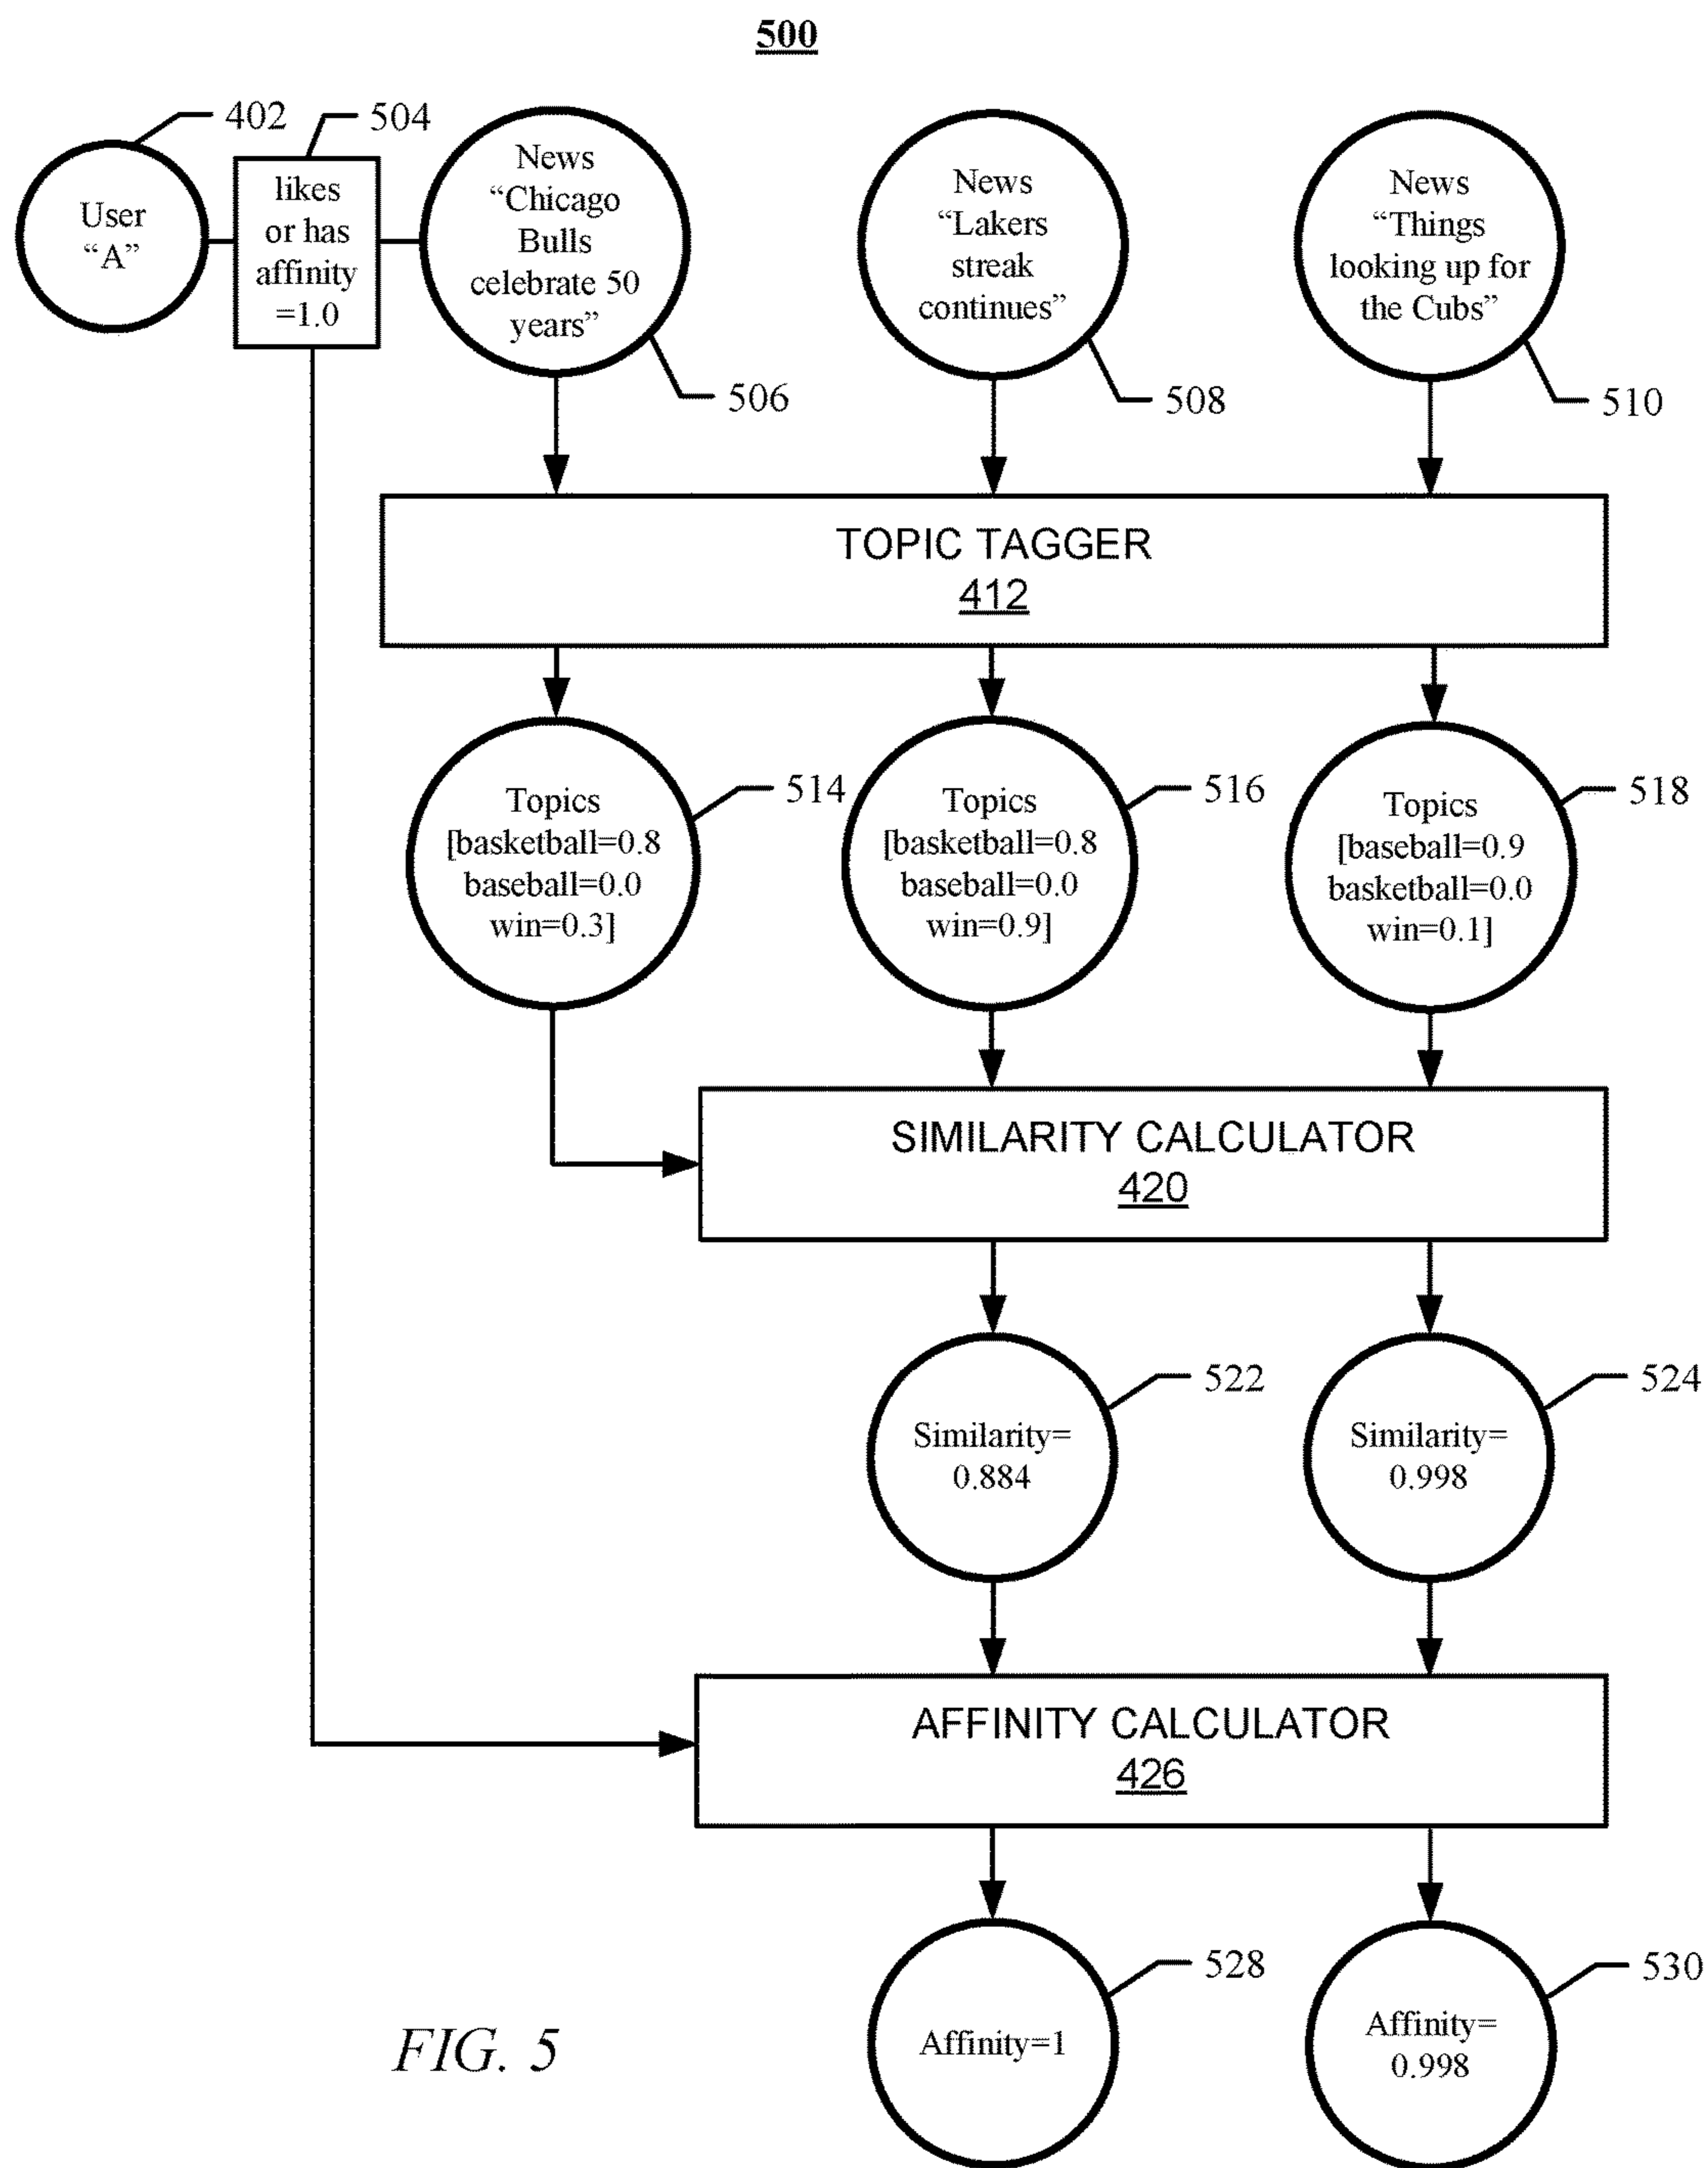 500
402
504
User
“A”
likes
or has
affinity
=1.0
News
“Chicago
Bulls
celebrate 50
years”
506
News
“Lakers
streak
continues”
508
News
“Things
looking up for
the Cubs”
510
TOPIC TAGGER
412
Topics
[basketball=0.8
baseball=0.0
win=0.3]
514
Topics
[basketball=0.8
baseball=0.0
win=0.9]
516
Topics
[baseball=0.9
basketball=0.0
win=0.1]
518
SIMILARITY CALCULATOR
420
Similarity=
0.884
522
Similarity=
0.998
524
AFFINITY CALCULATOR
426
Affinity=1
528
Affinity=
0.998
530
FIG. 5